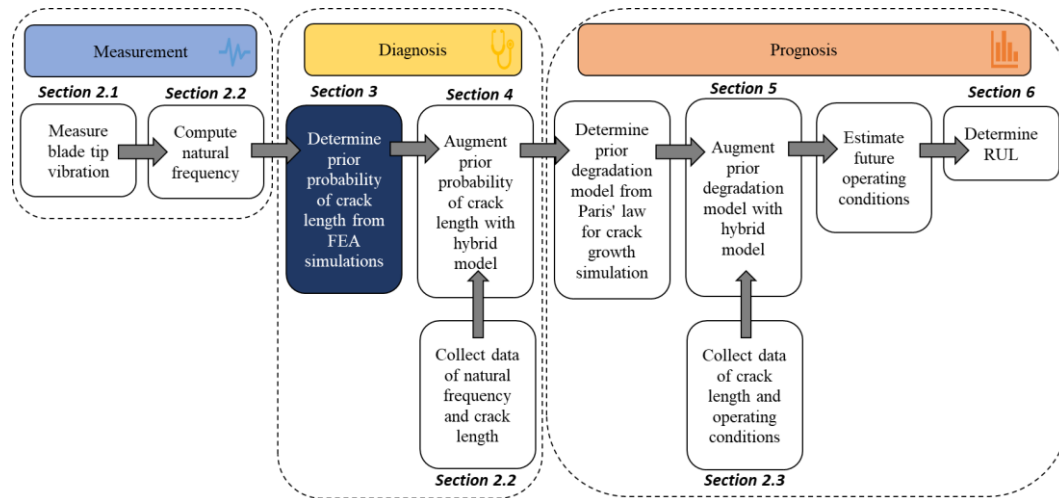 Measurement
Diagnosis
Prognosis
Section 2.1
Section 2.2
Section 3
Section 4
Section 5
Section 6
Measure
blade tip
vibration
Compute
natural
frequency
Determine
prior
probability
of crack
length from
FEA
simulations
Augment
prior
probability
of crack
length with
hybrid
model
Determine
prior
degradation
model from
Paris' law
for crack
growth
simulation
Augment
prior
degradation
model with
hybrid
model
Estimate
future
operating
conditions
Determine
RUL
Collect data
of natural
frequency
and crack
length
Section 2.2
Collect data
of crack
length and
operating
conditions
Section 2.3